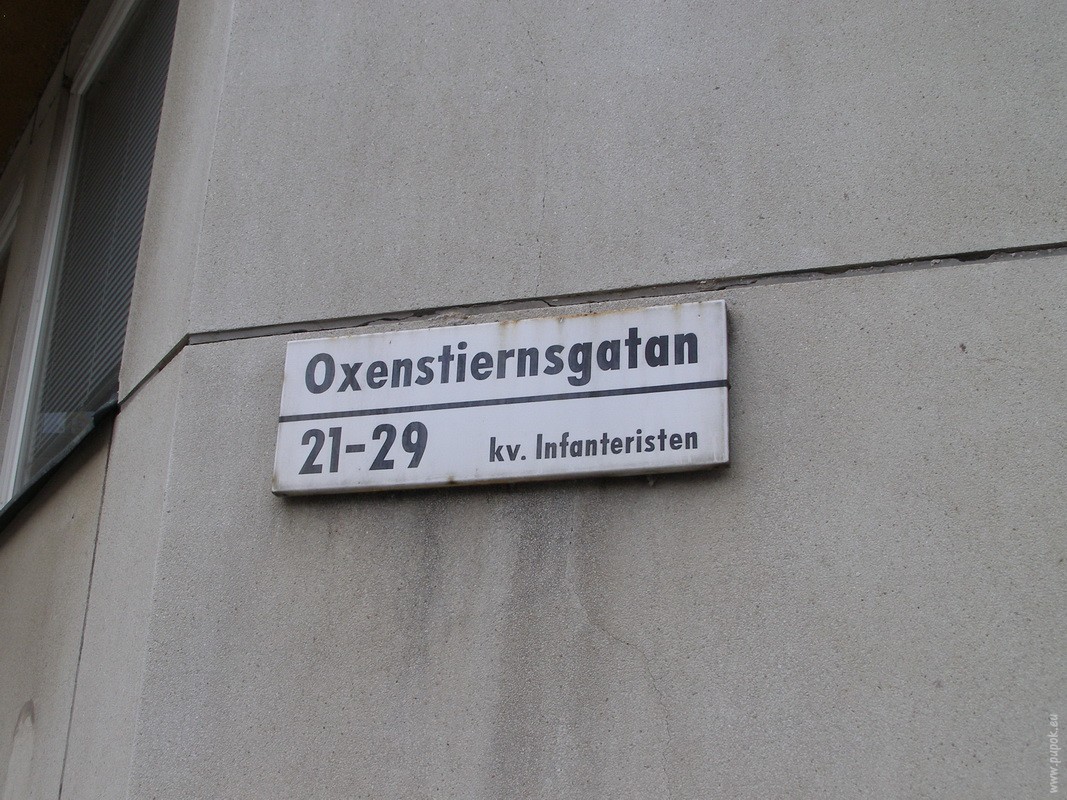 Oxenstiernsgatan
21-29 kv. Infanteristen
www.pupok.eu